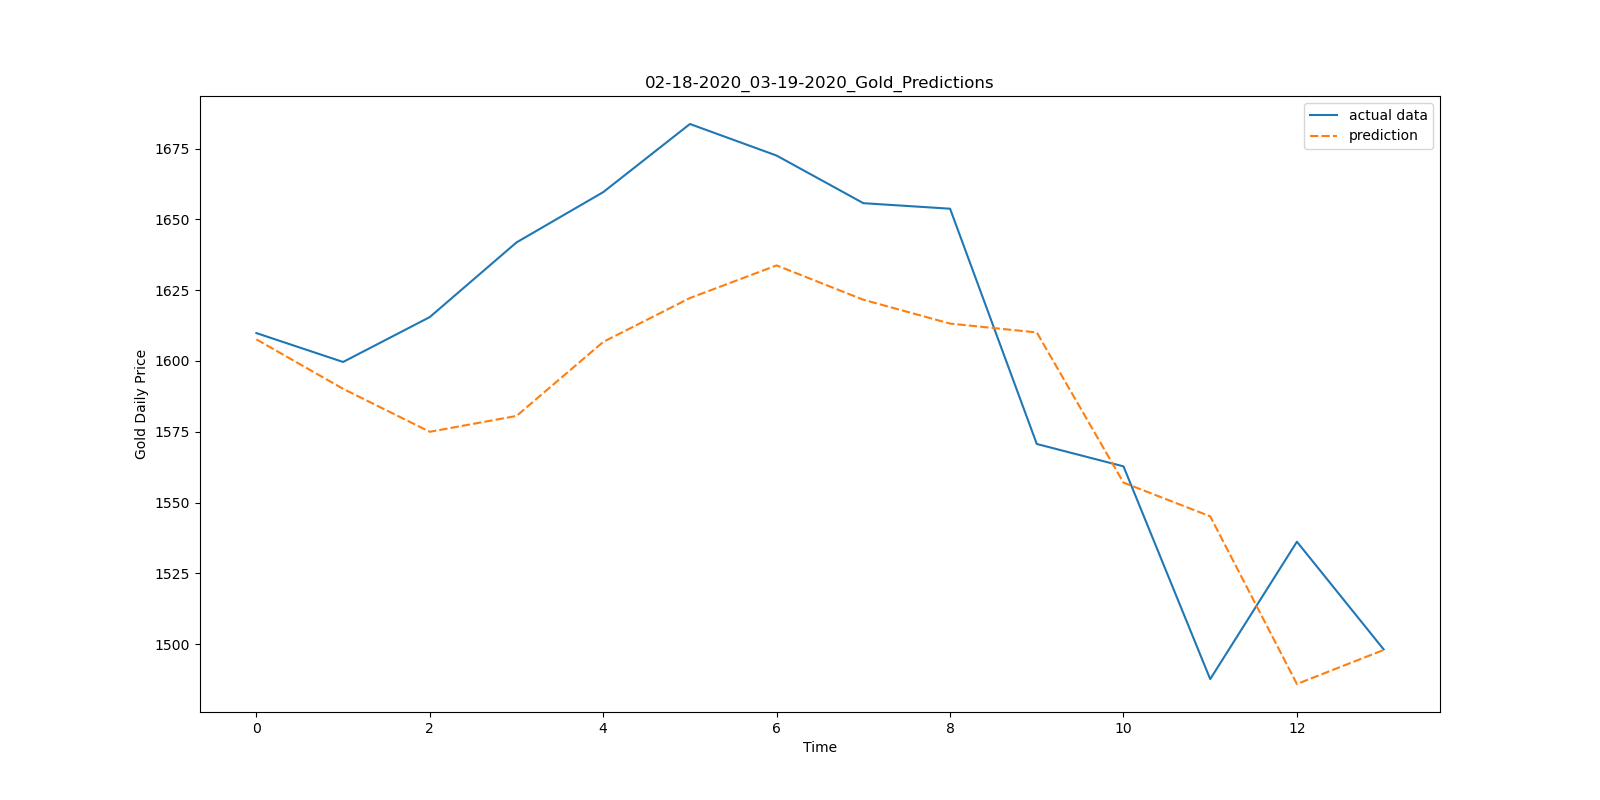 02-18-2020_03-19-2020_Gold_Predictions
actual data
prediction
Gold Daily Price
1675
1650
1625
1600
1575
1550
1525
1500
0 2 4 6 8 10 12
Time